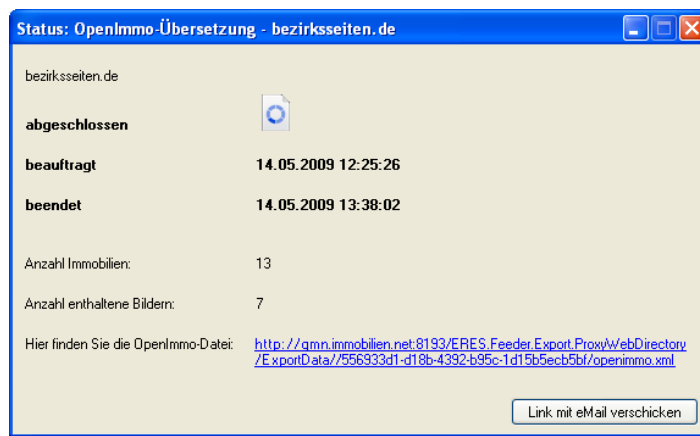 Status: OpenImmo-Übersetzung - bezirksseiten.de
bezirksseiten.de
abgeschlossen
beauftragt 14.05.2009 12:25:26
beendet 14.05.2009 13:38:02
Anzahl Immobilien: 13
Anzahl enthaltene Bildern: 7
Hier finden Sie die OpenImmo-Datei: http://qmn.immobilien.net:8193/ERES.Feeder.Export.ProxyWebDirectory
/ExportData//556933d1-d18b-4392-b95c-1d15b5ecb5bf/openimmo.xml
Link mit eMail verschicken